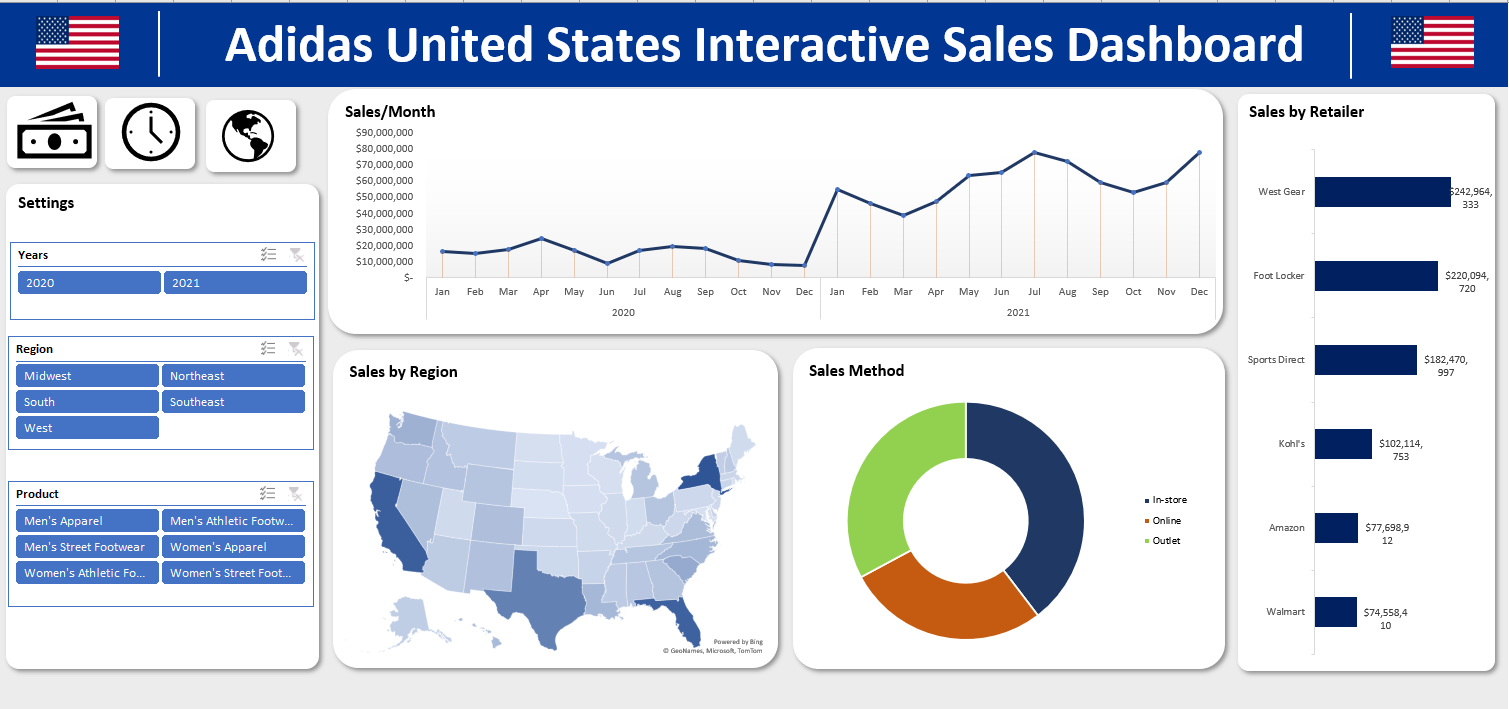 Adidas United States Interactive Sales Dashboard
Settings
Years
2020 2021
Region
Midwest Northeast
South Southeast
West
Product
Men's Apparel Men's Athletic Footw...
Men's Street Footwear Women's Apparel
Women's Athletic Fo... Women's Street Foot...
Sales/Month
$90,000,000
$80,000,000
$70,000,000
$60,000,000
$50,000,000
$40,000,000
$30,000,000
$20,000,000
$10,000,000
$-
Jan Feb Mar Apr May Jun Jul Aug Sep Oct Nov Dec Jan Feb Mar Apr May Jun Jul Aug Sep Oct Nov Dec
2020 2021
Sales by Region
Powered by Bing
© GeoNames, Microsoft, TomTom
Sales Method
In-store
Online
Outlet
Sales by Retailer
West Gear $242,964,
333
Foot Locker $220,094,
720
Sports Direct $182,470,
997
Kohl's $102,114,
753
Amazon $77,698,9
12
Walmart $74,558,4
10